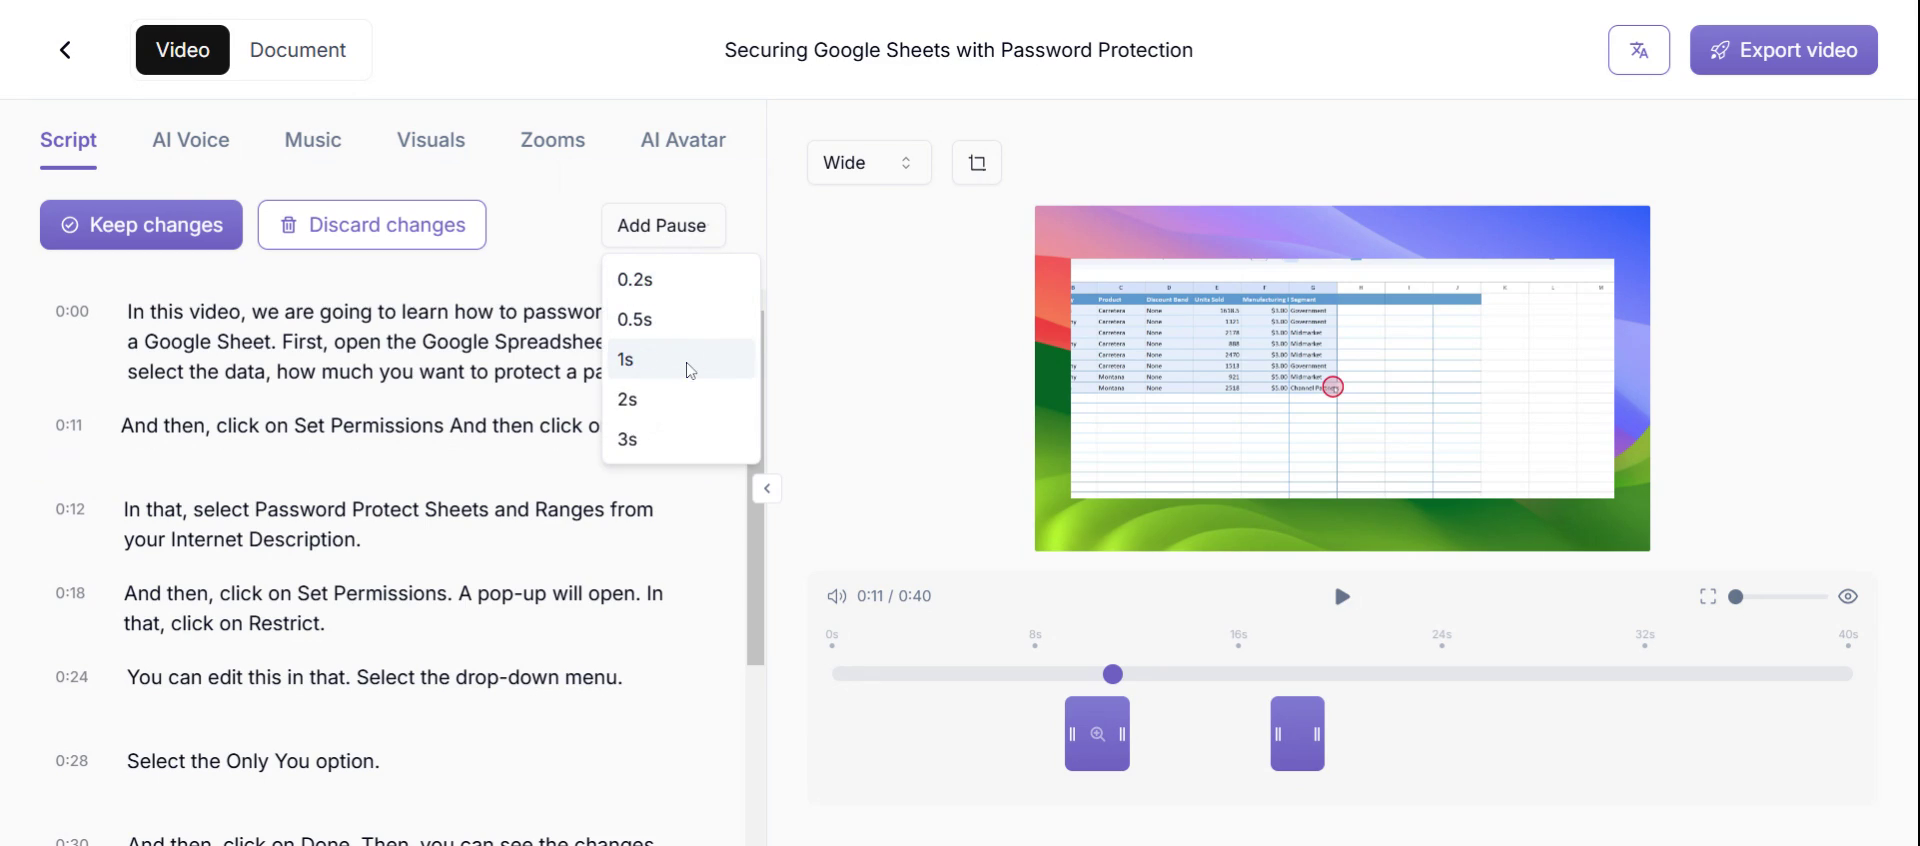 Video
Document
Securing Google Sheets with Password Protection
Export video
Script
AI Voice
Music
Visuals
Zooms
AI Avatar
Keep changes
Discard changes
Add Pause
0.2s
0.5s
1s
2s
3s
0:00
In this video, we are going to learn how to passwor
a Google Sheet. First, open the Google Spreadshee
select the data, how much you want to protect a pa
0:11
And then, click on Set Permissions And then click o
0:12
In that, select Password Protect Sheets and Ranges from
your Internet Description.
0:18
And then, click on Set Permissions. A pop-up will open. In
that, click on Restrict.
0:24
You can edit this in that. Select the drop-down menu.
0:28
Select the Only You option.
0:30
And then, click on Done. Then, you can see the changes
Wide
C D E F G H I J K L M
Product Discount Band Units Sold Manufacturing Segment
Carretera None 1618.5 $3.00 Government
Carretera None 1321 $3.00 Government
Carretera None 2178 $3.00 Midmarket
Carretera None 888 $3.00 Midmarket
Carretera None 2470 $3.00 Midmarket
Carretera None 1513 $3.00 Government
Montana None 921 $5.00 Midmarket
Montana None 2518 $5.00 Channel
0:11 / 0:40
0s 8s 16s 24s 32s 40s